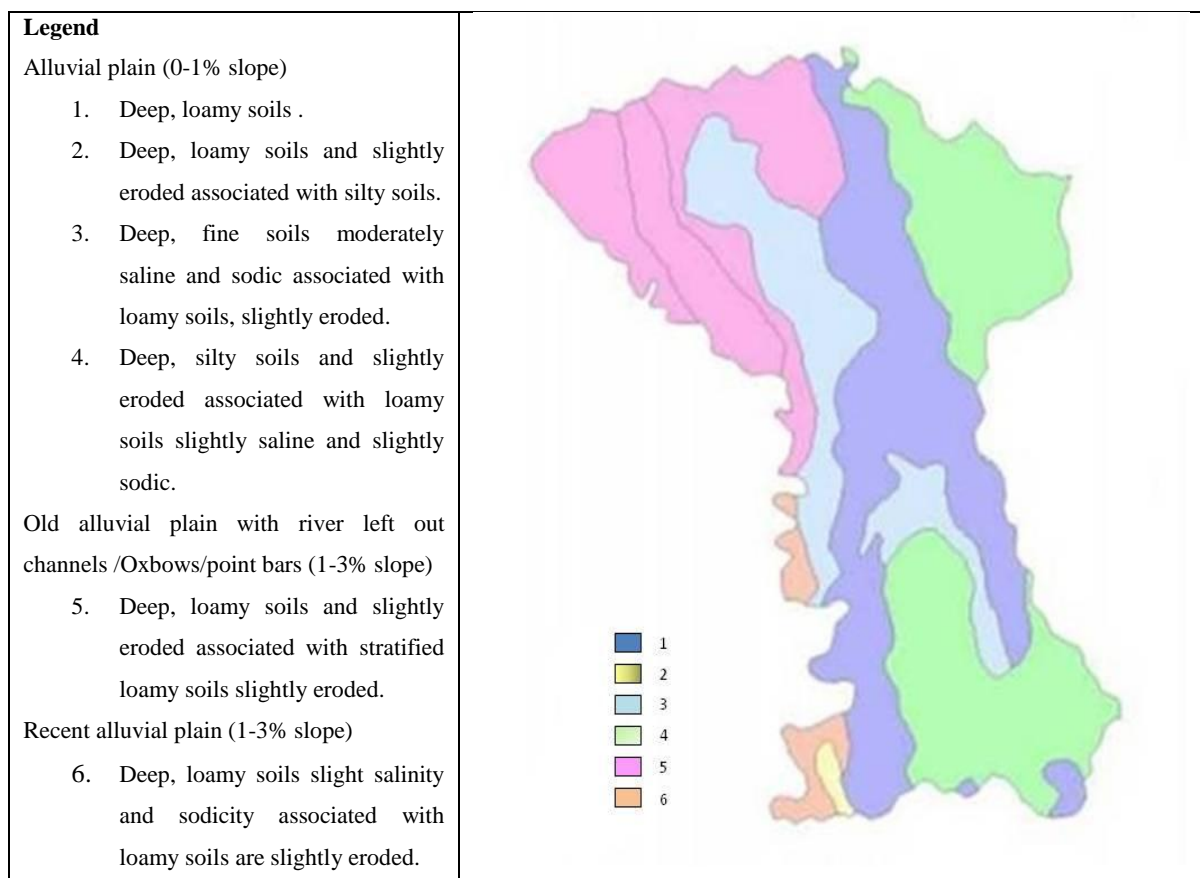 Legend
Alluvial plain (0-1% slope)
1. Deep, loamy soils .
2. Deep, loamy soils and slightly
eroded associated with silty soils.
3. Deep, fine soils moderately
saline and sodic associated with
loamy soils, slightly eroded.
4. Deep, silty soils and slightly
eroded associated with loamy
soils slightly saline and slightly
sodic.
Old alluvial plain with river left out
channels /Oxbows/point bars (1-3% slope)
5. Deep, loamy soils and slightly
eroded associated with stratified
loamy soils slightly eroded.
Recent alluvial plain (1-3% slope)
6. Deep, loamy soils slight salinity
and sodicity associated with
loamy soils are slightly eroded.
1
2
3
4
5
6